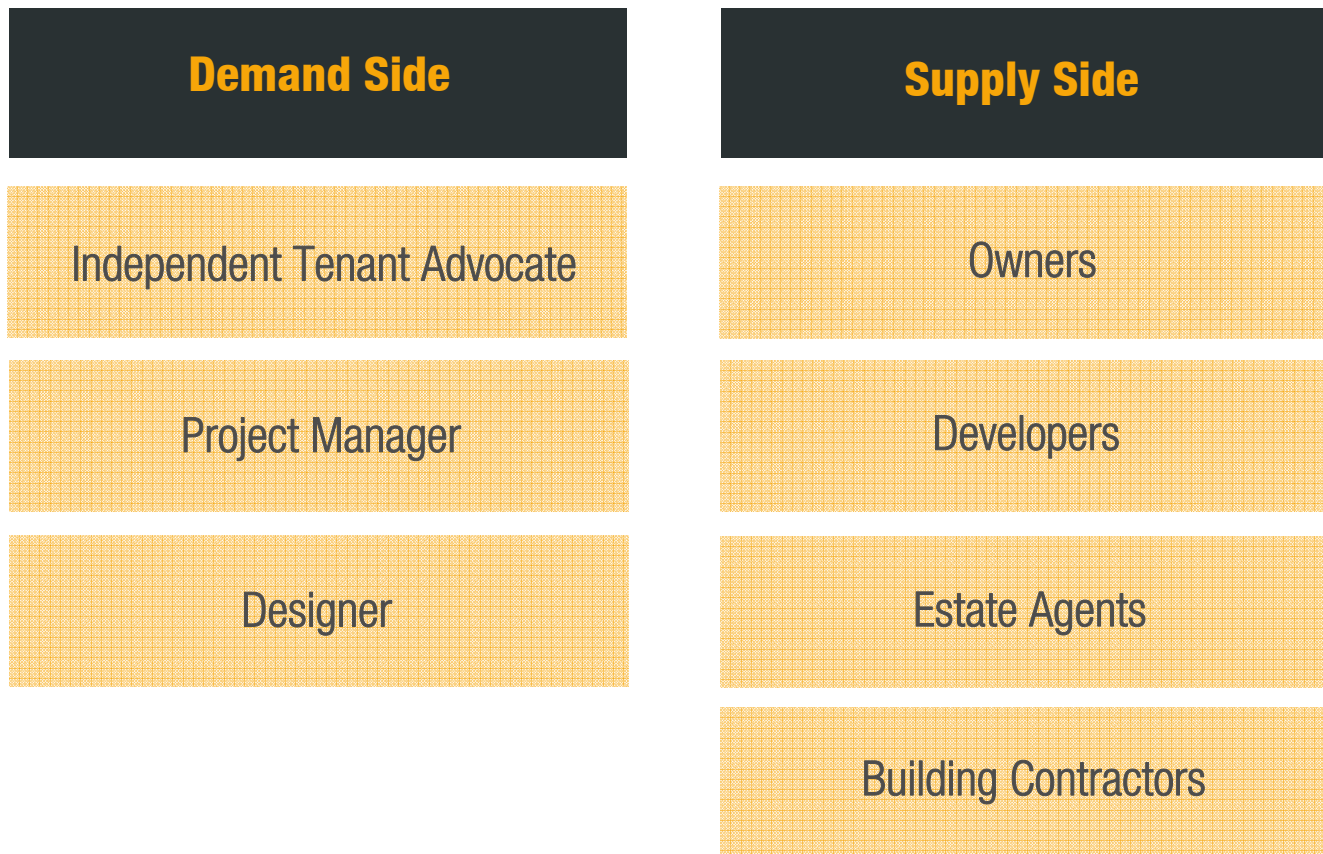 Demand Side
Independent Tenant Advocate
Project Manager
Designer
Supply Side
Owners
Developers
Estate Agents
Building Contractors